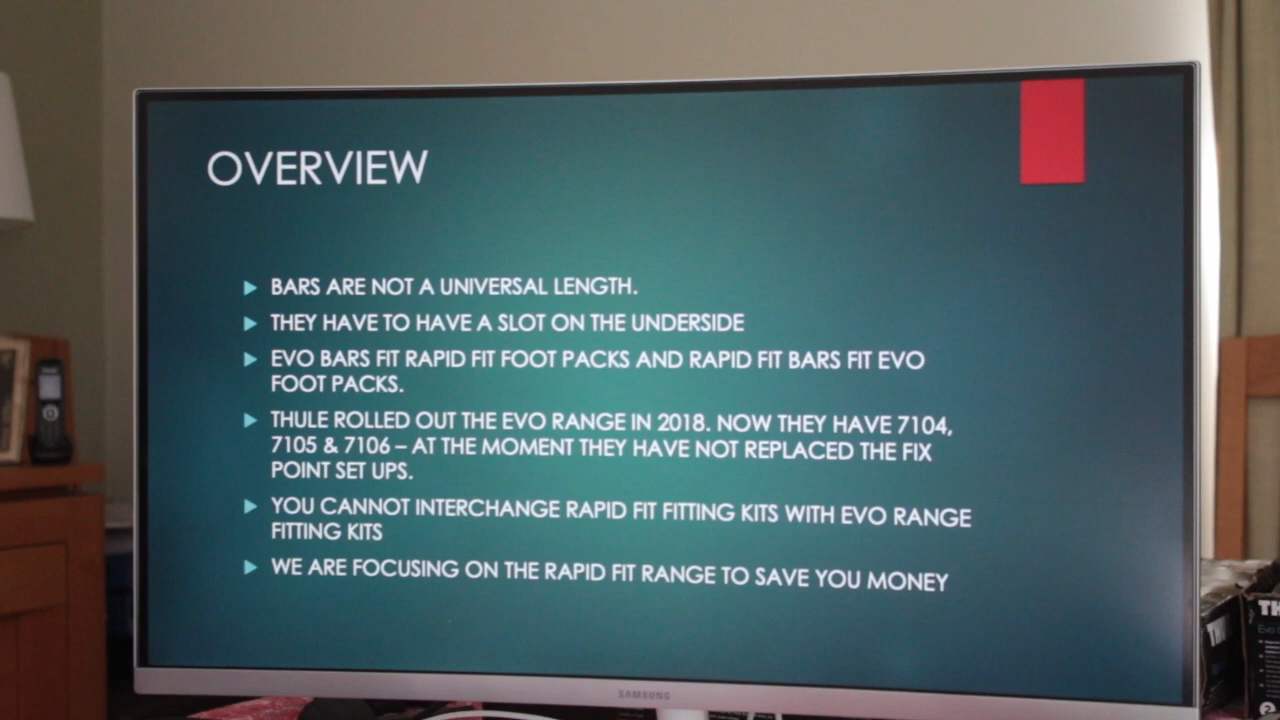 OVERVIEW
BARS ARE NOT A UNIVERSAL LENGTH.
THEY HAVE TO HAVE A SLOT ON THE UNDERSIDE
EVO BARS FIT RAPID FIT FOOT PACKS AND RAPID FIT BARS FIT EVO
FOOT PACKS.
THULE ROLLED OUT THE EVO RANGE IN 2018. NOW THEY HAVE 7104,
7105 & 7106 – AT THE MOMENT THEY HAVE NOT REPLACED THE FIX
POINT SET UPS.
YOU CANNOT INTERCHANGE RAPID FIT FITTING KITS WITH EVO RANGE
FITTING KITS
WE ARE FOCUSING ON THE RAPID FIT RANGE TO SAVE YOU MONEY
SAMSUNG